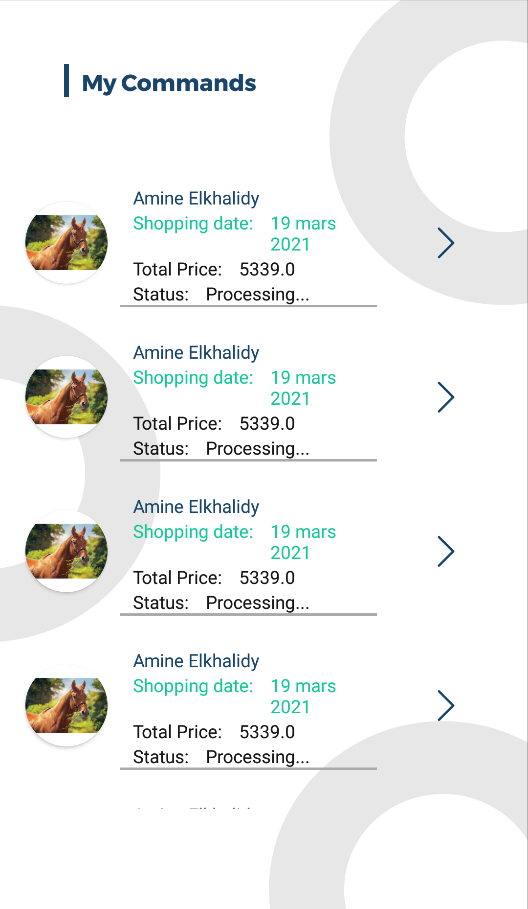 My Commands
Amine Elkhalidy
Shopping date: 19 mars
2021
Total Price: 5339.0
Status: Processing...
Amine Elkhalidy
Shopping date: 19 mars
2021
Total Price: 5339.0
Status: Processing...
Amine Elkhalidy
Shopping date: 19 mars
2021
Total Price: 5339.0
Status: Processing...
Amine Elkhalidy
Shopping date: 19 mars
2021
Total Price: 5339.0
Status: Processing...